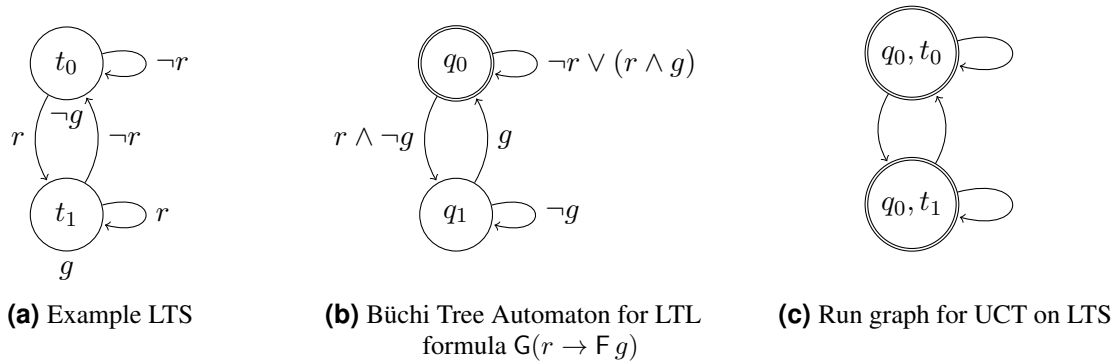 t₀
¬r
¬g
r
¬r
t₁
r
g
q₀
¬r ∨ (r ∧ g)
r ∧ ¬g
g
q₁
¬g
q₀, t₀
q₀, t₁
(a) Example LTS
(b) Büchi Tree Automaton for LTL
formula G(r → F g)
(c) Run graph for UCT on LTS